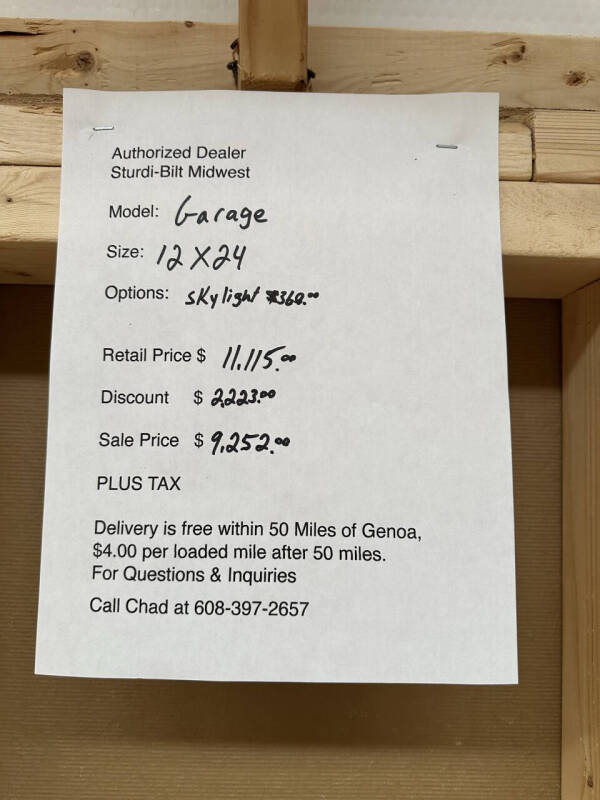 Authorized Dealer
Sturdi-Bilt Midwest
Model: Garage
Size: 12 X 24
Options: skylight $360.00
Retail Price $ 11,115.00
Discount $ 2,223.00
Sale Price $ 9,252.00
PLUS TAX
Delivery is free within 50 Miles of Genoa,
$4.00 per loaded mile after 50 miles.
For Questions & Inquiries
Call Chad at 608-397-2657